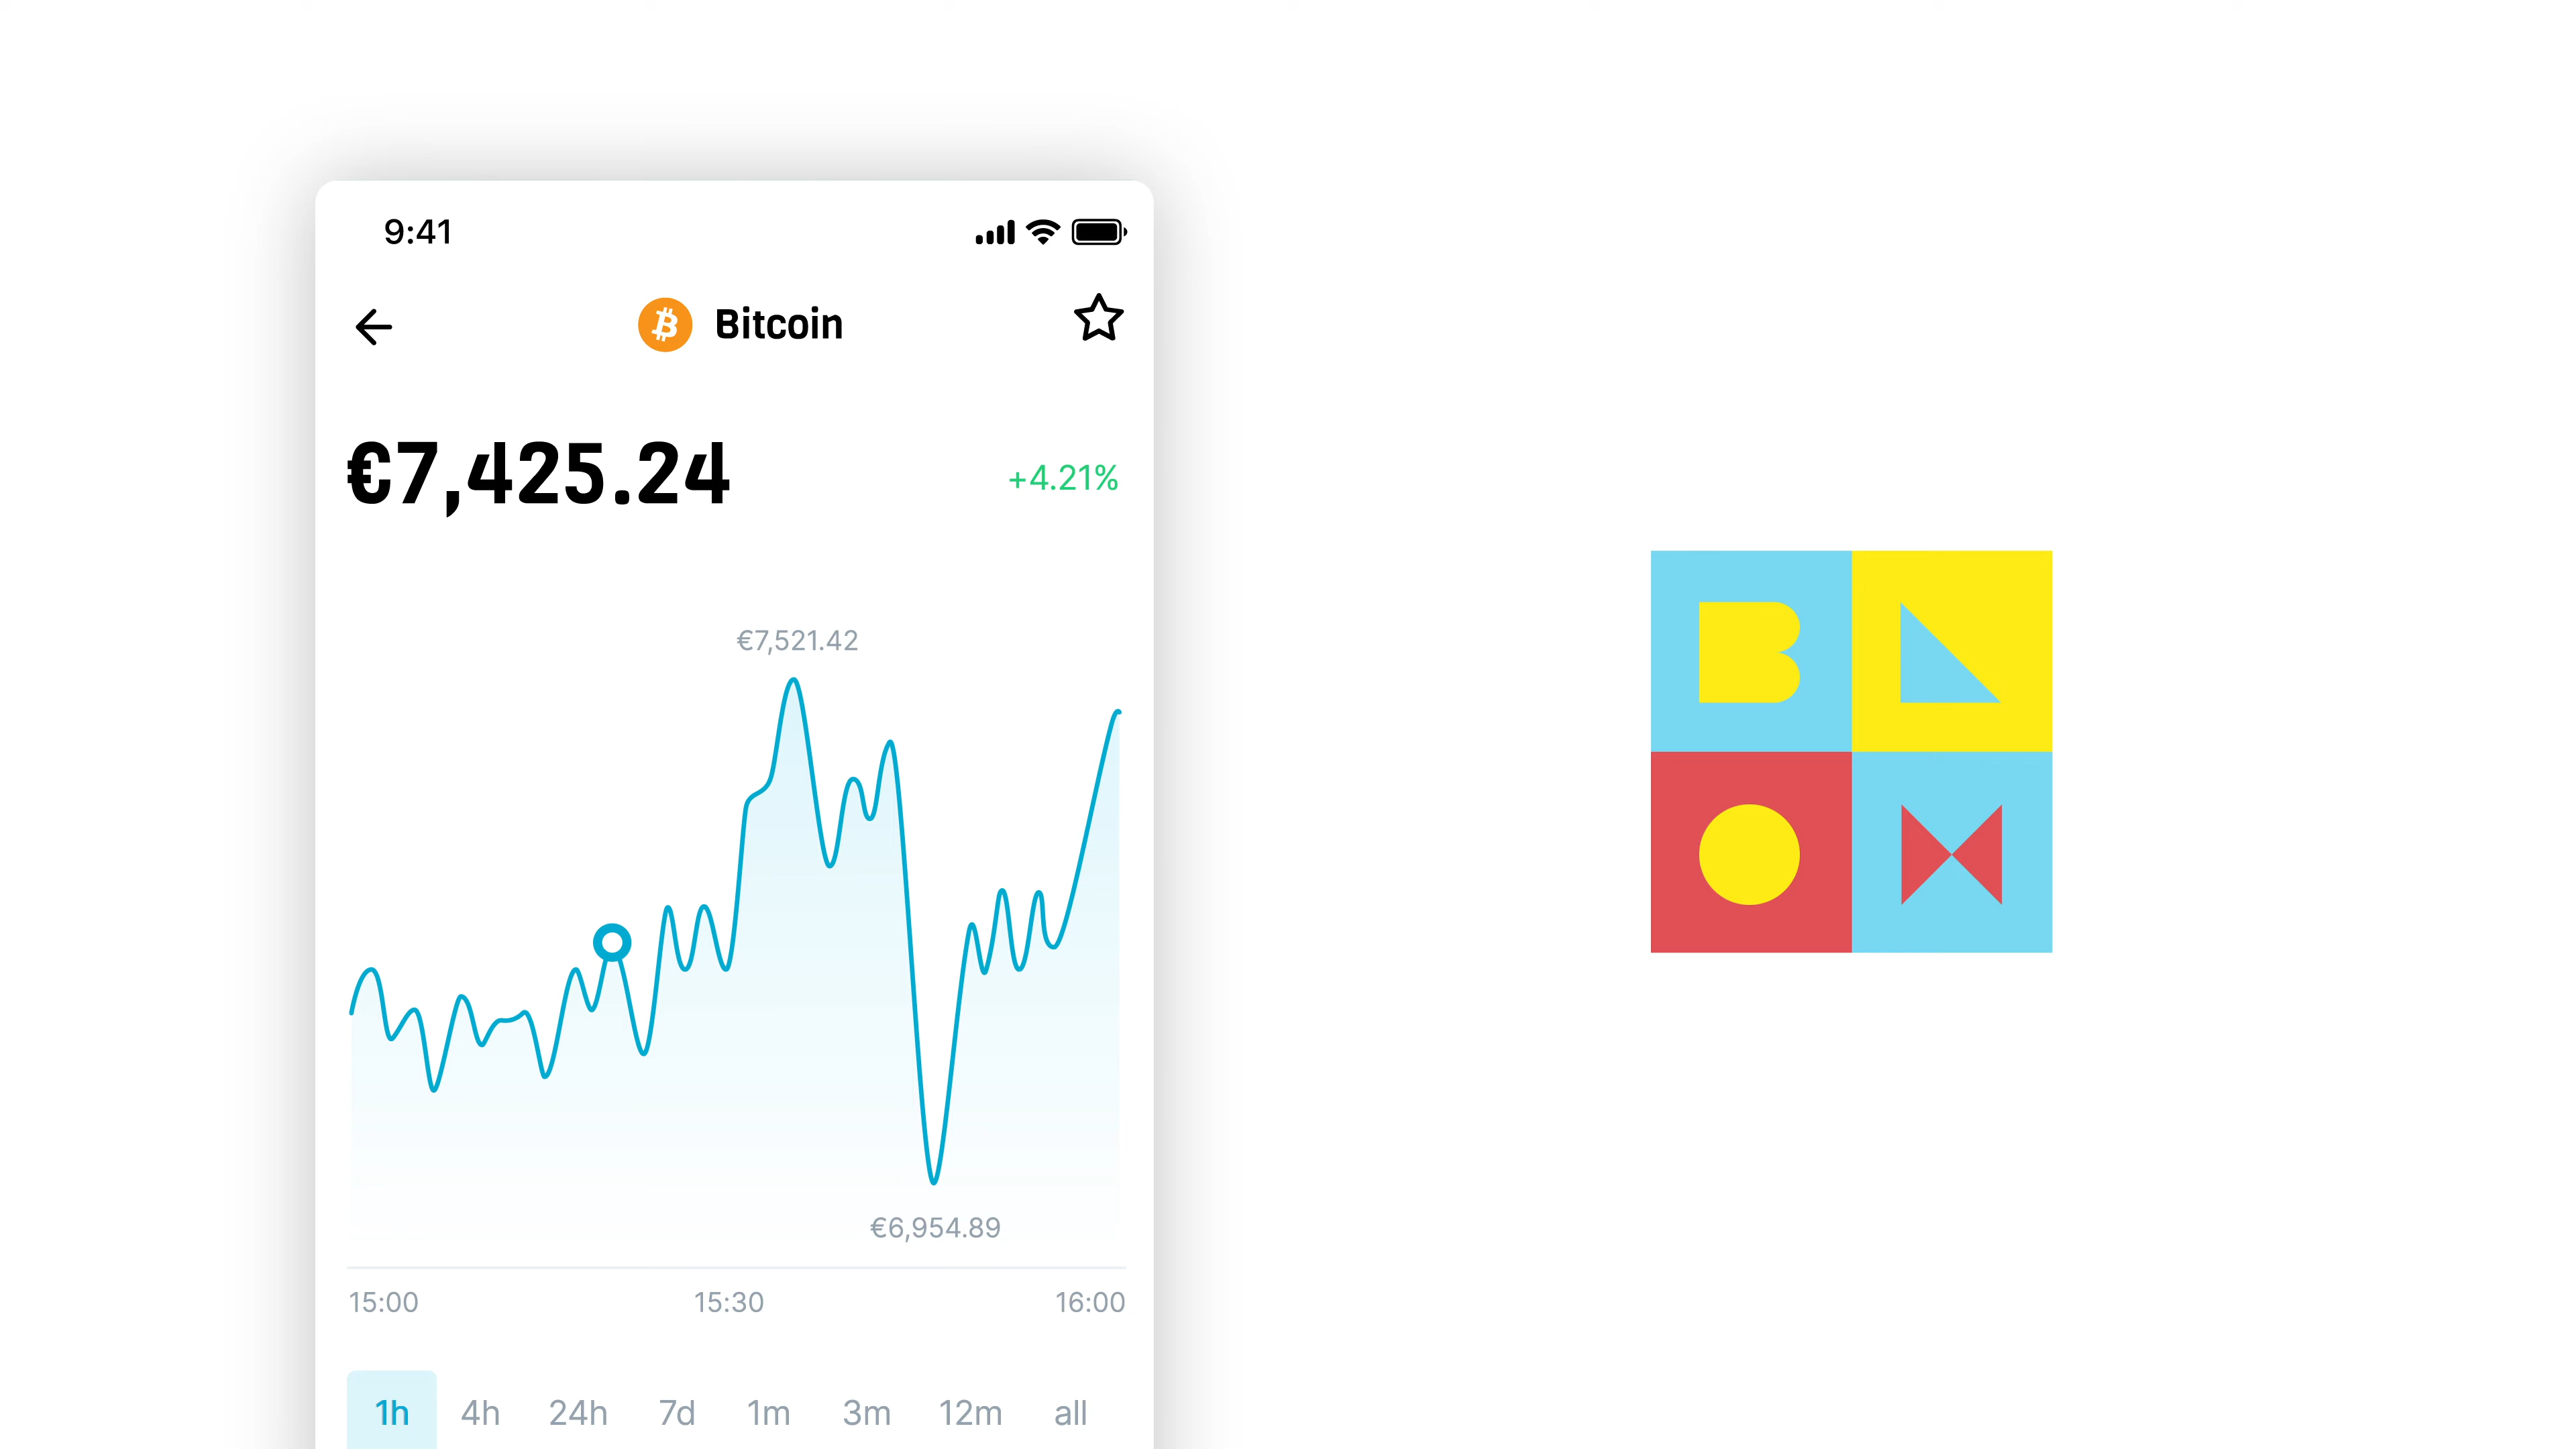 9:41
Bitcoin
€7,425.24
+4.21%
€7,521.42
€6,954.89
15:00 15:30 16:00
1h 4h 24h 7d 1m 3m 12m all